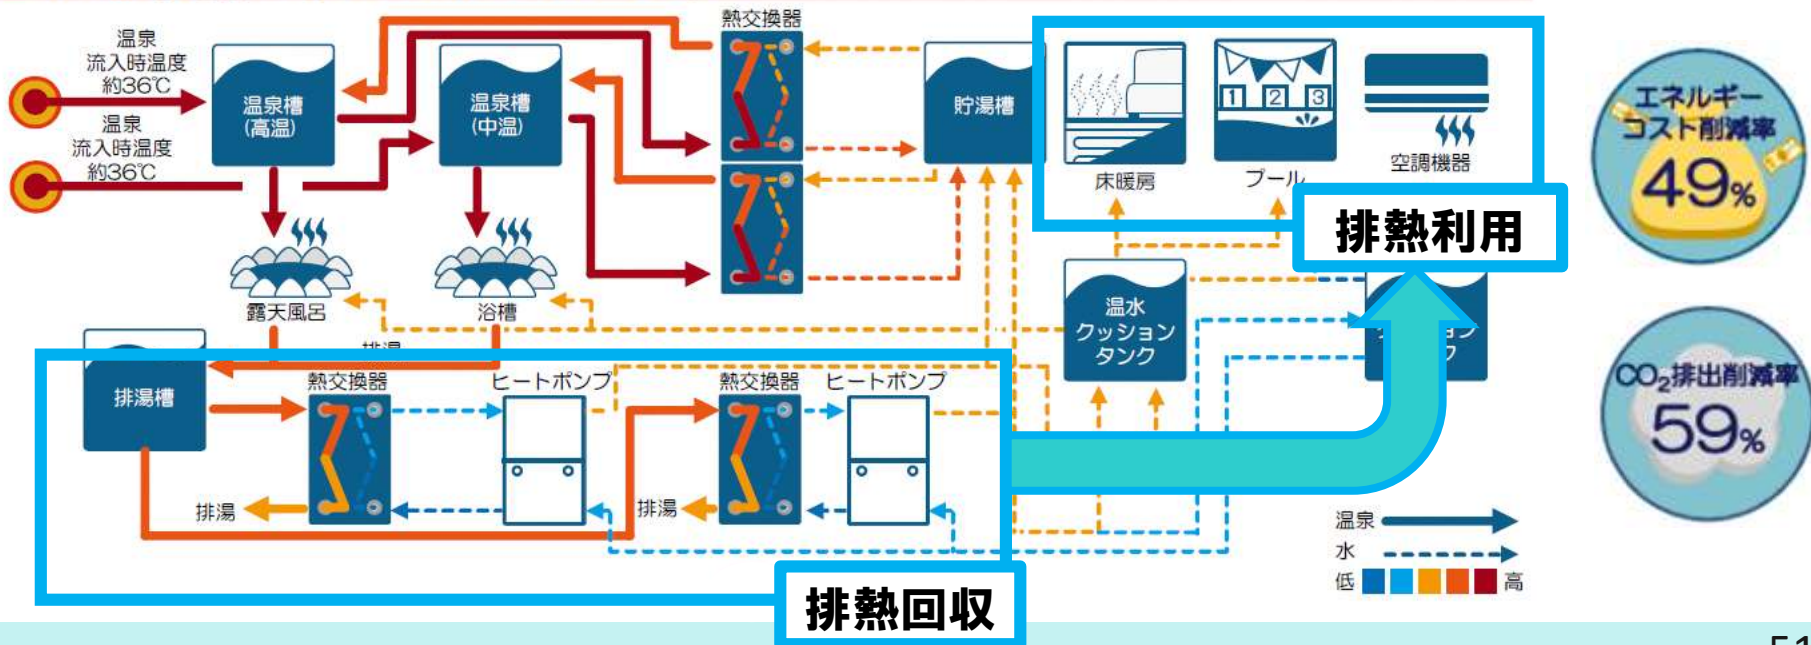 温泉
流入時温度
約36℃
温泉
流入時温度
約36℃
温泉槽
(高温)
温泉槽
(中温)
熱交換器
貯湯槽
床暖房
1 2 3
プール
空調機器
排熱利用
露天風呂
浴槽
温水
クッション
タンク
排湯槽
熱交換器
ヒートポンプ
熱交換器
ヒートポンプ
排湯
排湯
排熱回収
エネルギー
コスト削減率
49%
CO₂排出削減率
59%
温泉
水
低
高
51